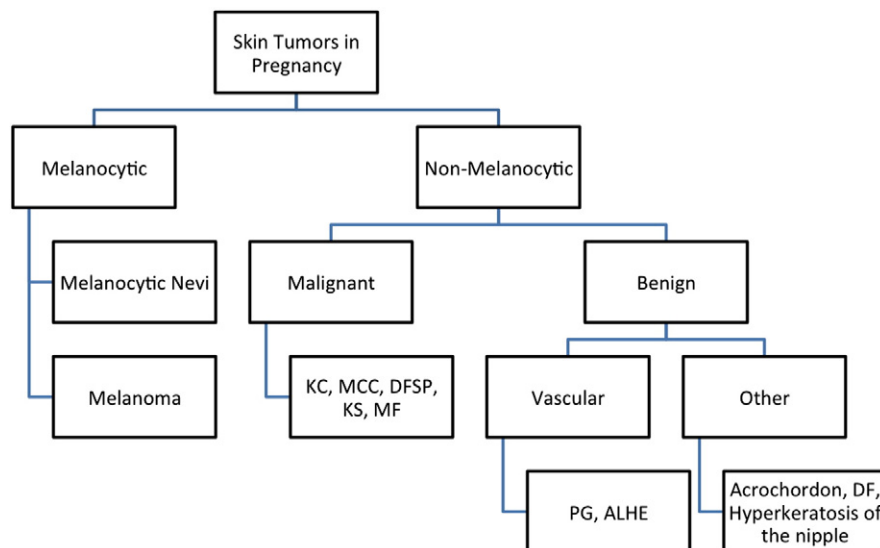 Skin Tumors in
Pregnancy
Melanocytic
Non-Melanocytic
Melanocytic Nevi
Malignant
Benign
Melanoma
KC, MCC, DFSP,
KS, MF
Vascular
Other
PG, ALHE
Acrochordon, DF,
Hyperkeratosis of
the nipple